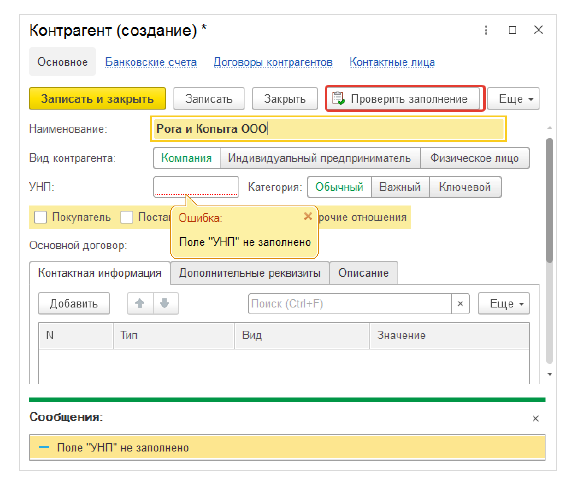 Контрагент (создание) *
Основное Банковские счета Договоры контрагентов Контактные лица
Записать и закрыть Записать Закрыть Проверить заполнение Еще
Наименование: Рога и Копыта ООО
Вид контрагента: Компания Индивидуальный предприниматель Физическое лицо
УНП: Категория: Обычный Важный Ключевой
Покупатель отношения
Ошибка:
Поле "УНП" не заполнено
Основной договор:
Контактная информация Дополнительные реквизиты Описание
Добавить Поиск (Ctrl+F) × Еще
N Тип Вид Значение
Сообщения:
Поле "УНП" не заполнено